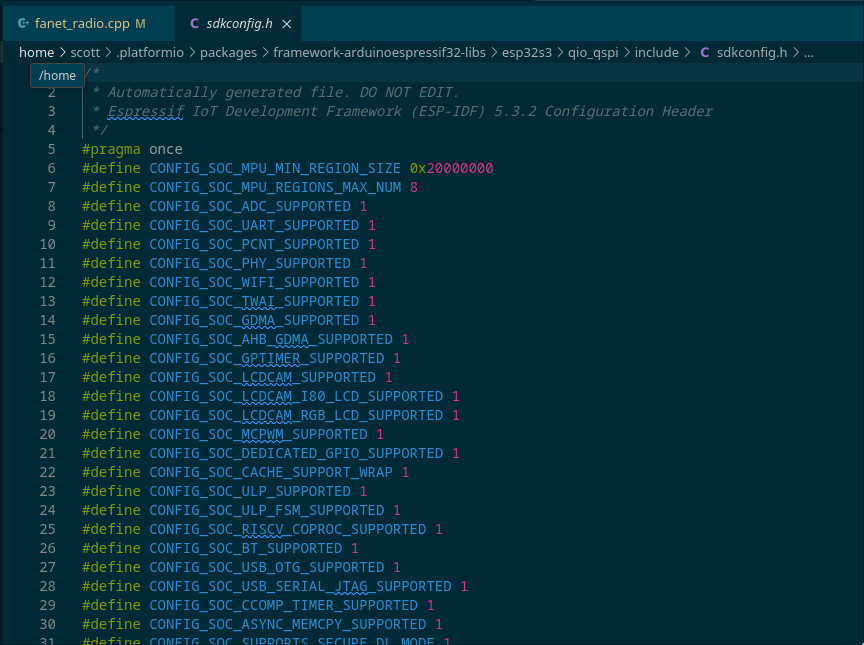 fanet_radio.cpp M
sdkconfig.h
home > scott > .platformio > packages > framework-arduinoespressif32-libs > esp32s3 > qio_qspi > include > C sdkconfig.h > ...
/home
/*
2 * Automatically generated file. DO NOT EDIT.
3 * Espressif IoT Development Framework (ESP-IDF) 5.3.2 Configuration Header
4 */
5 #pragma once
6 #define CONFIG_SOC_MPU_MIN_REGION_SIZE 0x20000000
7 #define CONFIG_SOC_MPU_REGIONS_MAX_NUM 8
8 #define CONFIG_SOC_ADC_SUPPORTED 1
9 #define CONFIG_SOC_UART_SUPPORTED 1
10 #define CONFIG_SOC_PCNT_SUPPORTED 1
11 #define CONFIG_SOC_PHY_SUPPORTED 1
12 #define CONFIG_SOC_WIFI_SUPPORTED 1
13 #define CONFIG_SOC_TWAI_SUPPORTED 1
14 #define CONFIG_SOC_GDMA_SUPPORTED 1
15 #define CONFIG_SOC_AHB_GDMA_SUPPORTED 1
16 #define CONFIG_SOC_GPTIMER_SUPPORTED 1
17 #define CONFIG_SOC_LCDCAM_SUPPORTED 1
18 #define CONFIG_SOC_LCDCAM_I80_LCD_SUPPORTED 1
19 #define CONFIG_SOC_LCDCAM_RGB_LCD_SUPPORTED 1
20 #define CONFIG_SOC_MCPWM_SUPPORTED 1
21 #define CONFIG_SOC_DEDICATED_GPIO_SUPPORTED 1
22 #define CONFIG_SOC_CACHE_SUPPORT_WRAP 1
23 #define CONFIG_SOC_ULP_SUPPORTED 1
24 #define CONFIG_SOC_ULP_FSM_SUPPORTED 1
25 #define CONFIG_SOC_RISCV_COPROC_SUPPORTED 1
26 #define CONFIG_SOC_BT_SUPPORTED 1
27 #define CONFIG_SOC_USB_OTG_SUPPORTED 1
28 #define CONFIG_SOC_USB_SERIAL_JTAG_SUPPORTED 1
29 #define CONFIG_SOC_CCOMP_TIMER_SUPPORTED 1
30 #define CONFIG_SOC_ASYNC_MEMCPY_SUPPORTED 1
31 #define CONFIG_SOC_SUPPORTS_SECURE_DL_MODE 1